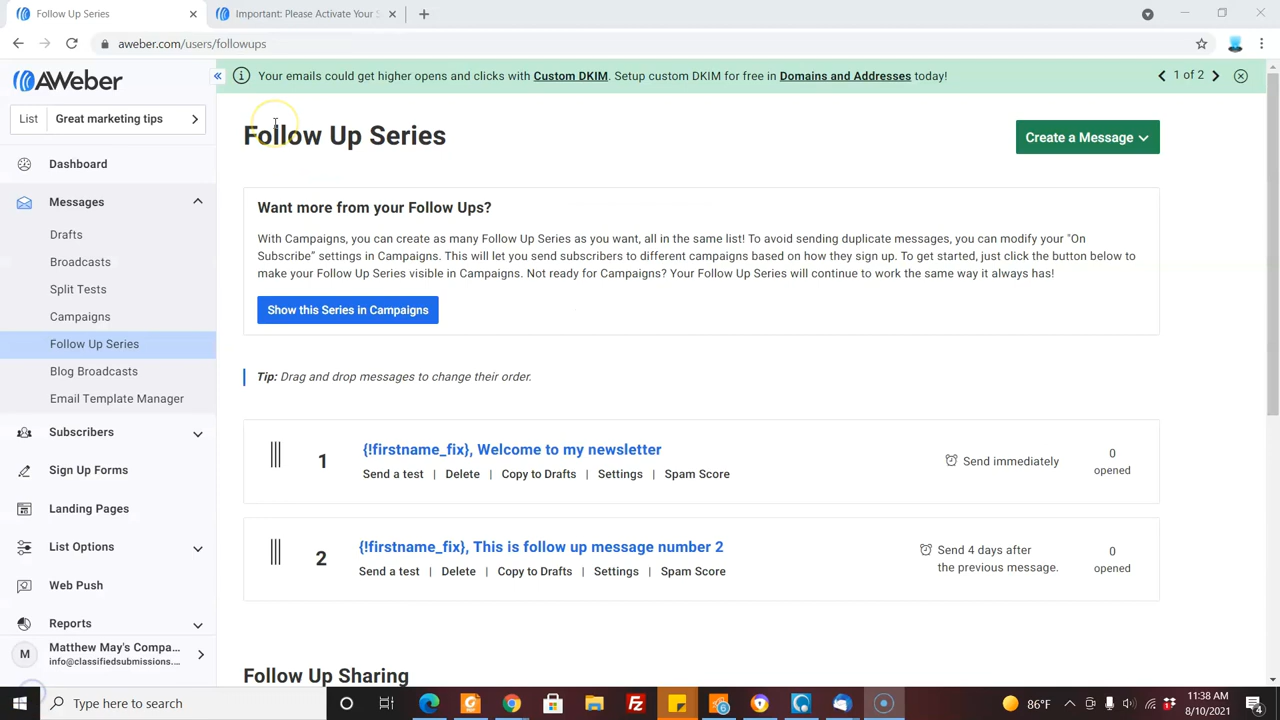 Follow Up Series
Important: Please Activate Your S
aweber.com/users/followups
AWeber
Your emails could get higher opens and clicks with Custom DKIM. Setup custom DKIM for free in Domains and Addresses today!
1 of 2
List
Great marketing tips
Follow Up Series
Create a Message
Dashboard
Messages
Drafts
Broadcasts
Split Tests
Campaigns
Follow Up Series
Blog Broadcasts
Email Template Manager
Subscribers
Sign Up Forms
Landing Pages
List Options
Web Push
Reports
M
Matthew May's Compa...
info@classifiedsubmissions....
Want more from your Follow Ups?
With Campaigns, you can create as many Follow Up Series as you want, all in the same list! To avoid sending duplicate messages, you can modify your "On
Subscribe" settings in Campaigns. This will let you send subscribers to different campaigns based on how they sign up. To get started, just click the button below to
make your Follow Up Series visible in Campaigns. Not ready for Campaigns? Your Follow Up Series will continue to work the same way it always has!
Show this Series in Campaigns
Tip: Drag and drop messages to change their order.
1
{!firstname_fix}, Welcome to my newsletter
Send a test | Delete | Copy to Drafts | Settings | Spam Score
Send immediately
0
opened
2
{!firstname_fix}, This is follow up message number 2
Send a test | Delete | Copy to Drafts | Settings | Spam Score
Send 4 days after
the previous message.
0
opened
Follow Up Sharing
Type here to search
6
86°F
11:38 AM
8/10/2021
4